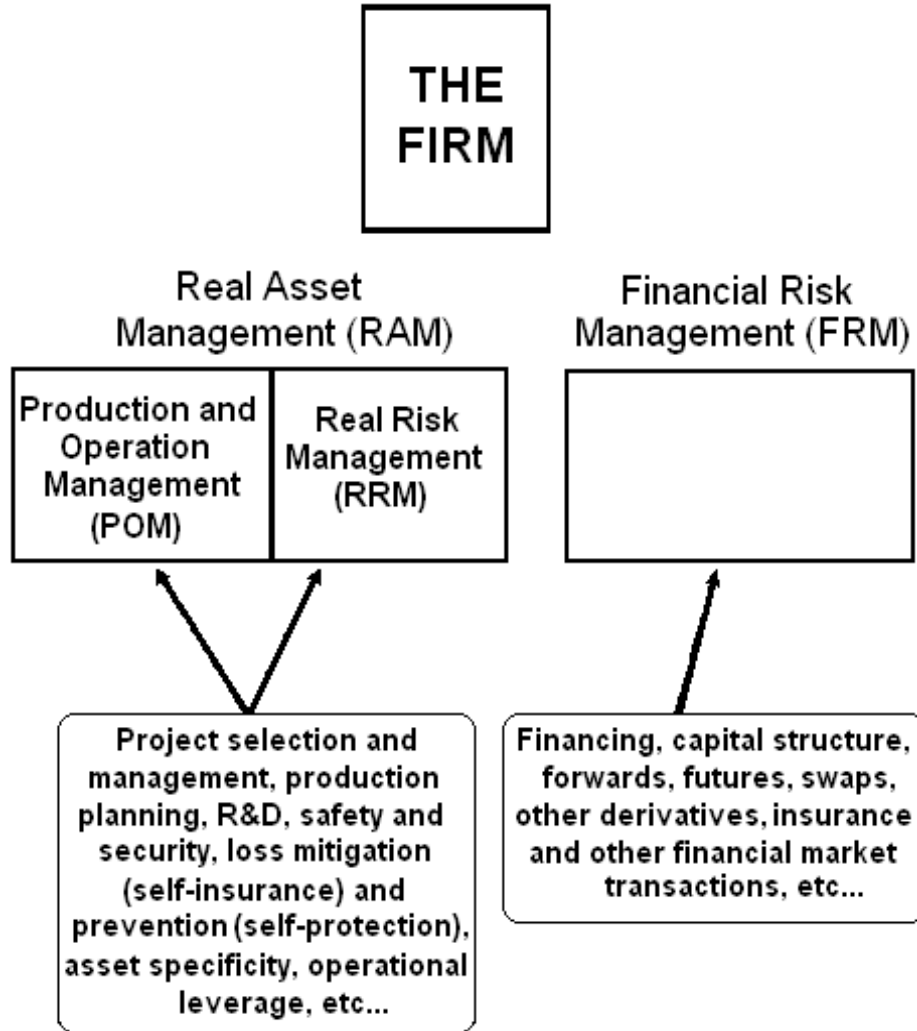 THE
FIRM
Real Asset
Management (RAM)
Financial Risk
Management (FRM)
Production and
Operation
Management
(POM)
Real Risk
Management
(RRM)
Project selection and
management, production
planning, R&D, safety and
security, loss mitigation
(self-insurance) and
prevention (self-protection),
asset specificity, operational
leverage, etc...
Financing, capital structure,
forwards, futures, swaps,
other derivatives, insurance
and other financial market
transactions, etc...